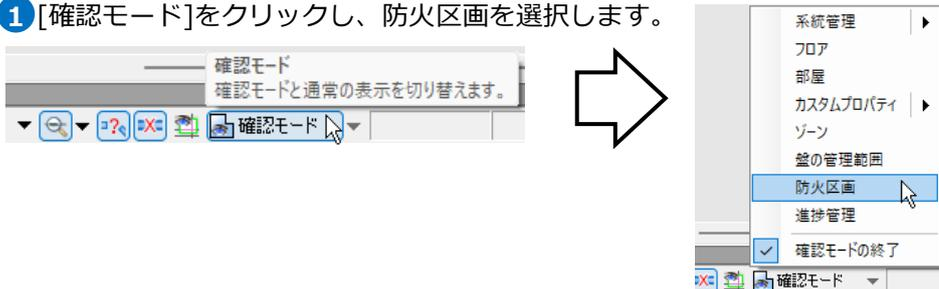 1 [確認モード]をクリックし、防火区画を選択します。
確認モード
確認モードと通常の表示を切り替えます。
確認モード
系統管理
フロア
部屋
カスタムプロパティ
ゾーン
盤の管理範囲
防火区画
進捗管理
確認モードの終了
確認モード